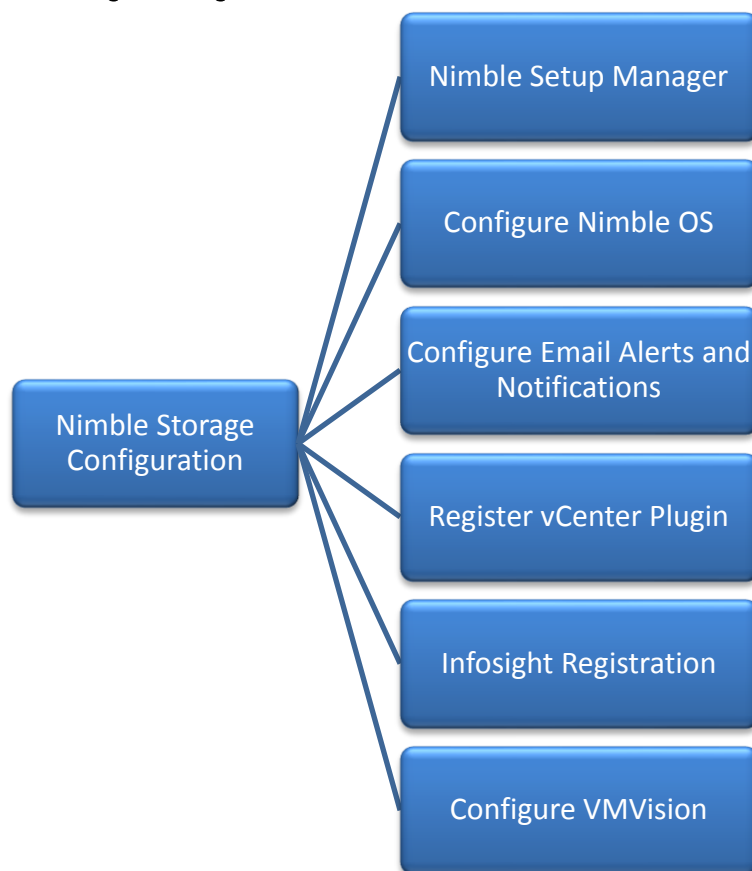 Nimble Setup Manager
Configure Nimble OS
Configure Email Alerts and
Notifications
Nimble Storage
Configuration
Register vCenter Plugin
Infosight Registration
Configure VMVision